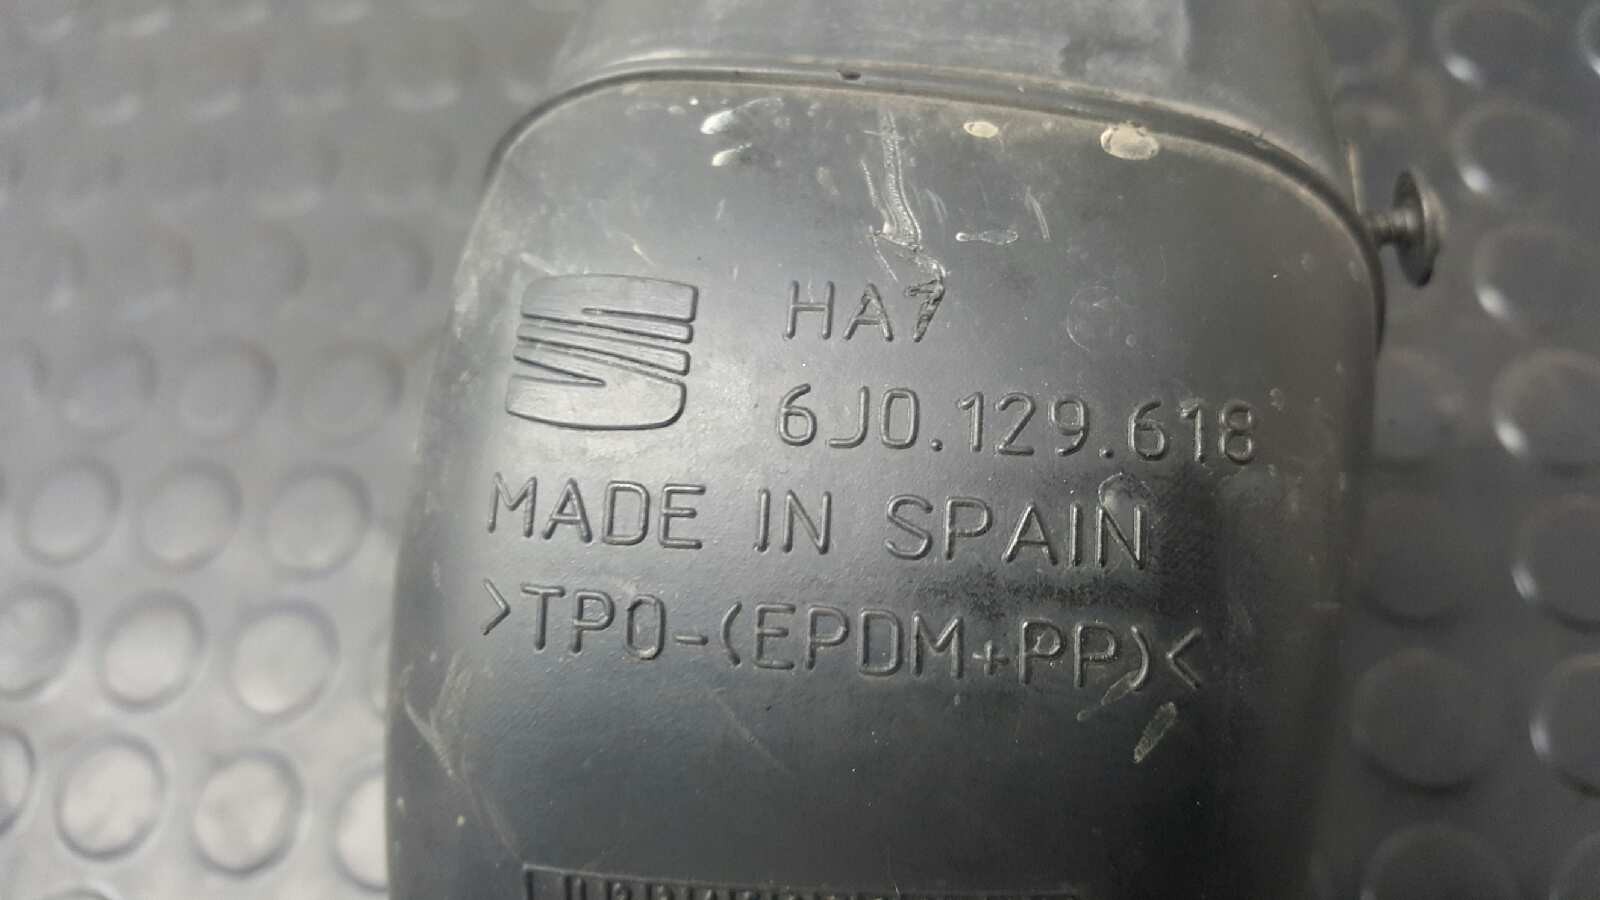 HA7
6J0.129.618
MADE IN SPAIN
>TPO-(EPDM+PP)<